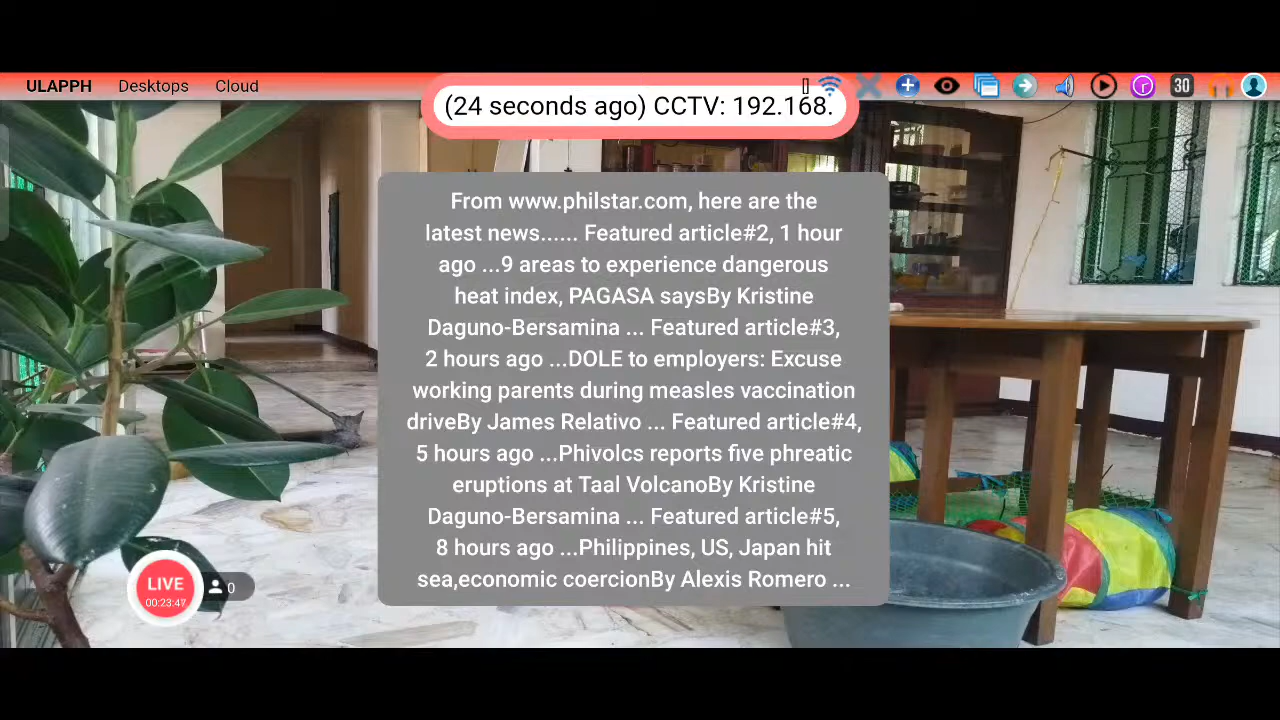 ULAPPH Desktops Cloud
30
(24 seconds ago) CCTV: 192.168.
From www.philstar.com, here are the
latest news...... Featured article#2, 1 hour
ago ...9 areas to experience dangerous
heat index, PAGASA saysBy Kristine
Daguno-Bersamina ... Featured article#3,
2 hours ago ...DOLE to employers: Excuse
working parents during measles vaccination
driveBy James Relativo ... Featured article#4,
5 hours ago ...Phivolcs reports five phreatic
eruptions at Taal VolcanoBy Kristine
Daguno-Bersamina ... Featured article#5,
8 hours ago ...Philippines, US, Japan hit
sea,economic coercionBy Alexis Romero ...
LIVE
00:23:47
0